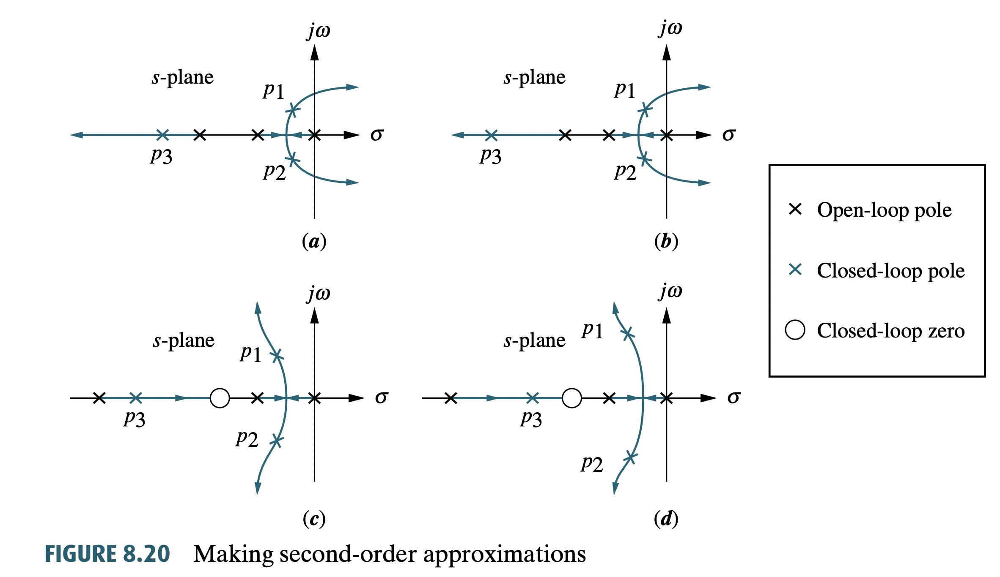 jω
s-plane
p1
σ
p3
p2
(a)
jω
s-plane
p1
σ
p3
p2
(b)
jω
s-plane
p1
σ
p3
p2
(c)
jω
s-plane
p1
σ
p3
p2
(d)
Open-loop pole
Closed-loop pole
Closed-loop zero
FIGURE 8.20 Making second-order approximations